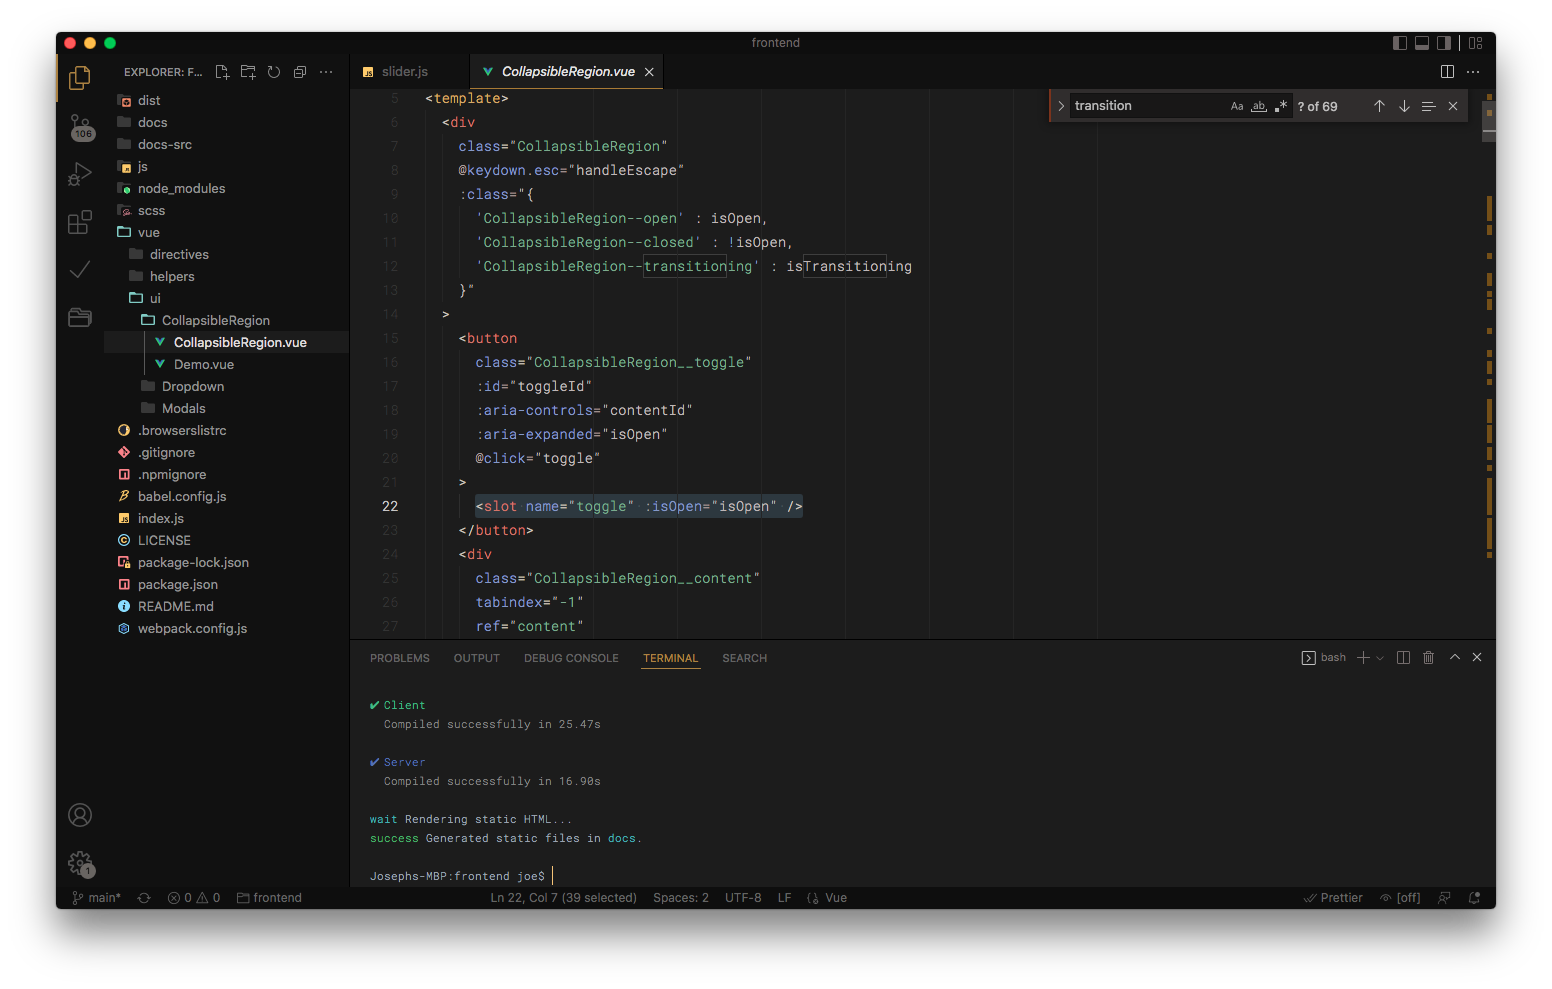 frontend
EXPLORER: F...
dist
docs
docs-src
js
node_modules
scss
vue
directives
helpers
ui
CollapsibleRegion
CollapsibleRegion.vue
Demo.vue
Dropdown
Modals
.browserslistrc
.gitignore
.npmignore
babel.config.js
index.js
LICENSE
package-lock.json
package.json
README.md
webpack.config.js
106
1
slider.js
CollapsibleRegion.vue
transition
Aa ab .* ? of 69
5 <template>
6 <div
7 class="CollapsibleRegion"
8 @keydown.esc="handleEscape"
9 :class="{
10 'CollapsibleRegion--open' : isOpen,
11 'CollapsibleRegion--closed' : !isOpen,
12 'CollapsibleRegion--transitioning' : isTransitioning
13 }"
14 >
15 <button
16 class="CollapsibleRegion__toggle"
17 :id="toggleId"
18 :aria-controls="contentId"
19 :aria-expanded="isOpen"
20 @click="toggle"
21 >
22 <slot name="toggle" :isOpen="isOpen" />
23 </button>
24 <div
25 class="CollapsibleRegion__content"
26 tabindex="-1"
27 ref="content"
PROBLEMS OUTPUT DEBUG CONSOLE TERMINAL SEARCH
bash
✔ Client
Compiled successfully in 25.47s
✔ Server
Compiled successfully in 16.90s
wait Rendering static HTML...
success Generated static files in docs.
Josephs-MBP:frontend joe$
main* 0 0 frontend Ln 22, Col 7 (39 selected) Spaces: 2 UTF-8 LF Vue Prettier [off]